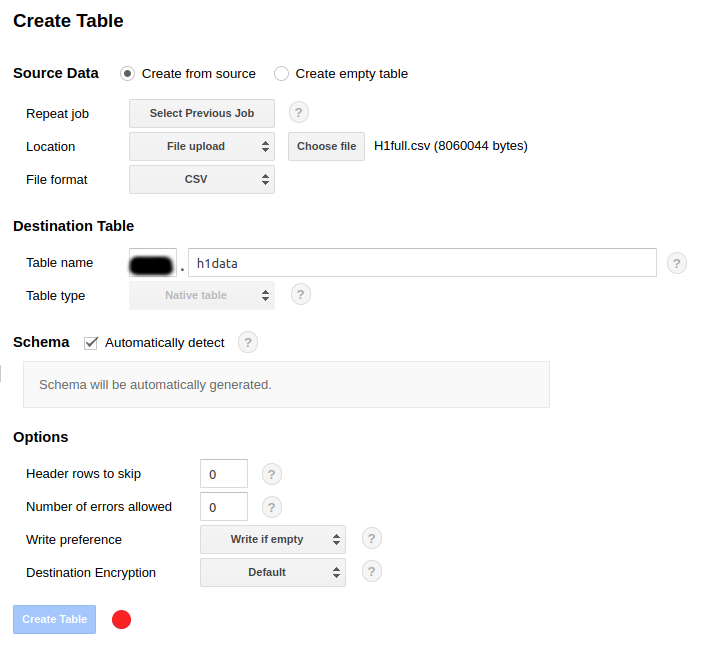 Create Table
Source Data Create from source Create empty table
Repeat job Select Previous Job ?
Location File upload Choose file H1full.csv (8060044 bytes)
File format CSV
Destination Table
Table name . h1data ?
Table type Native table ?
Schema Automatically detect ?
Schema will be automatically generated.
Options
Header rows to skip 0 ?
Number of errors allowed 0 ?
Write preference Write if empty ?
Destination Encryption Default ?
Create Table